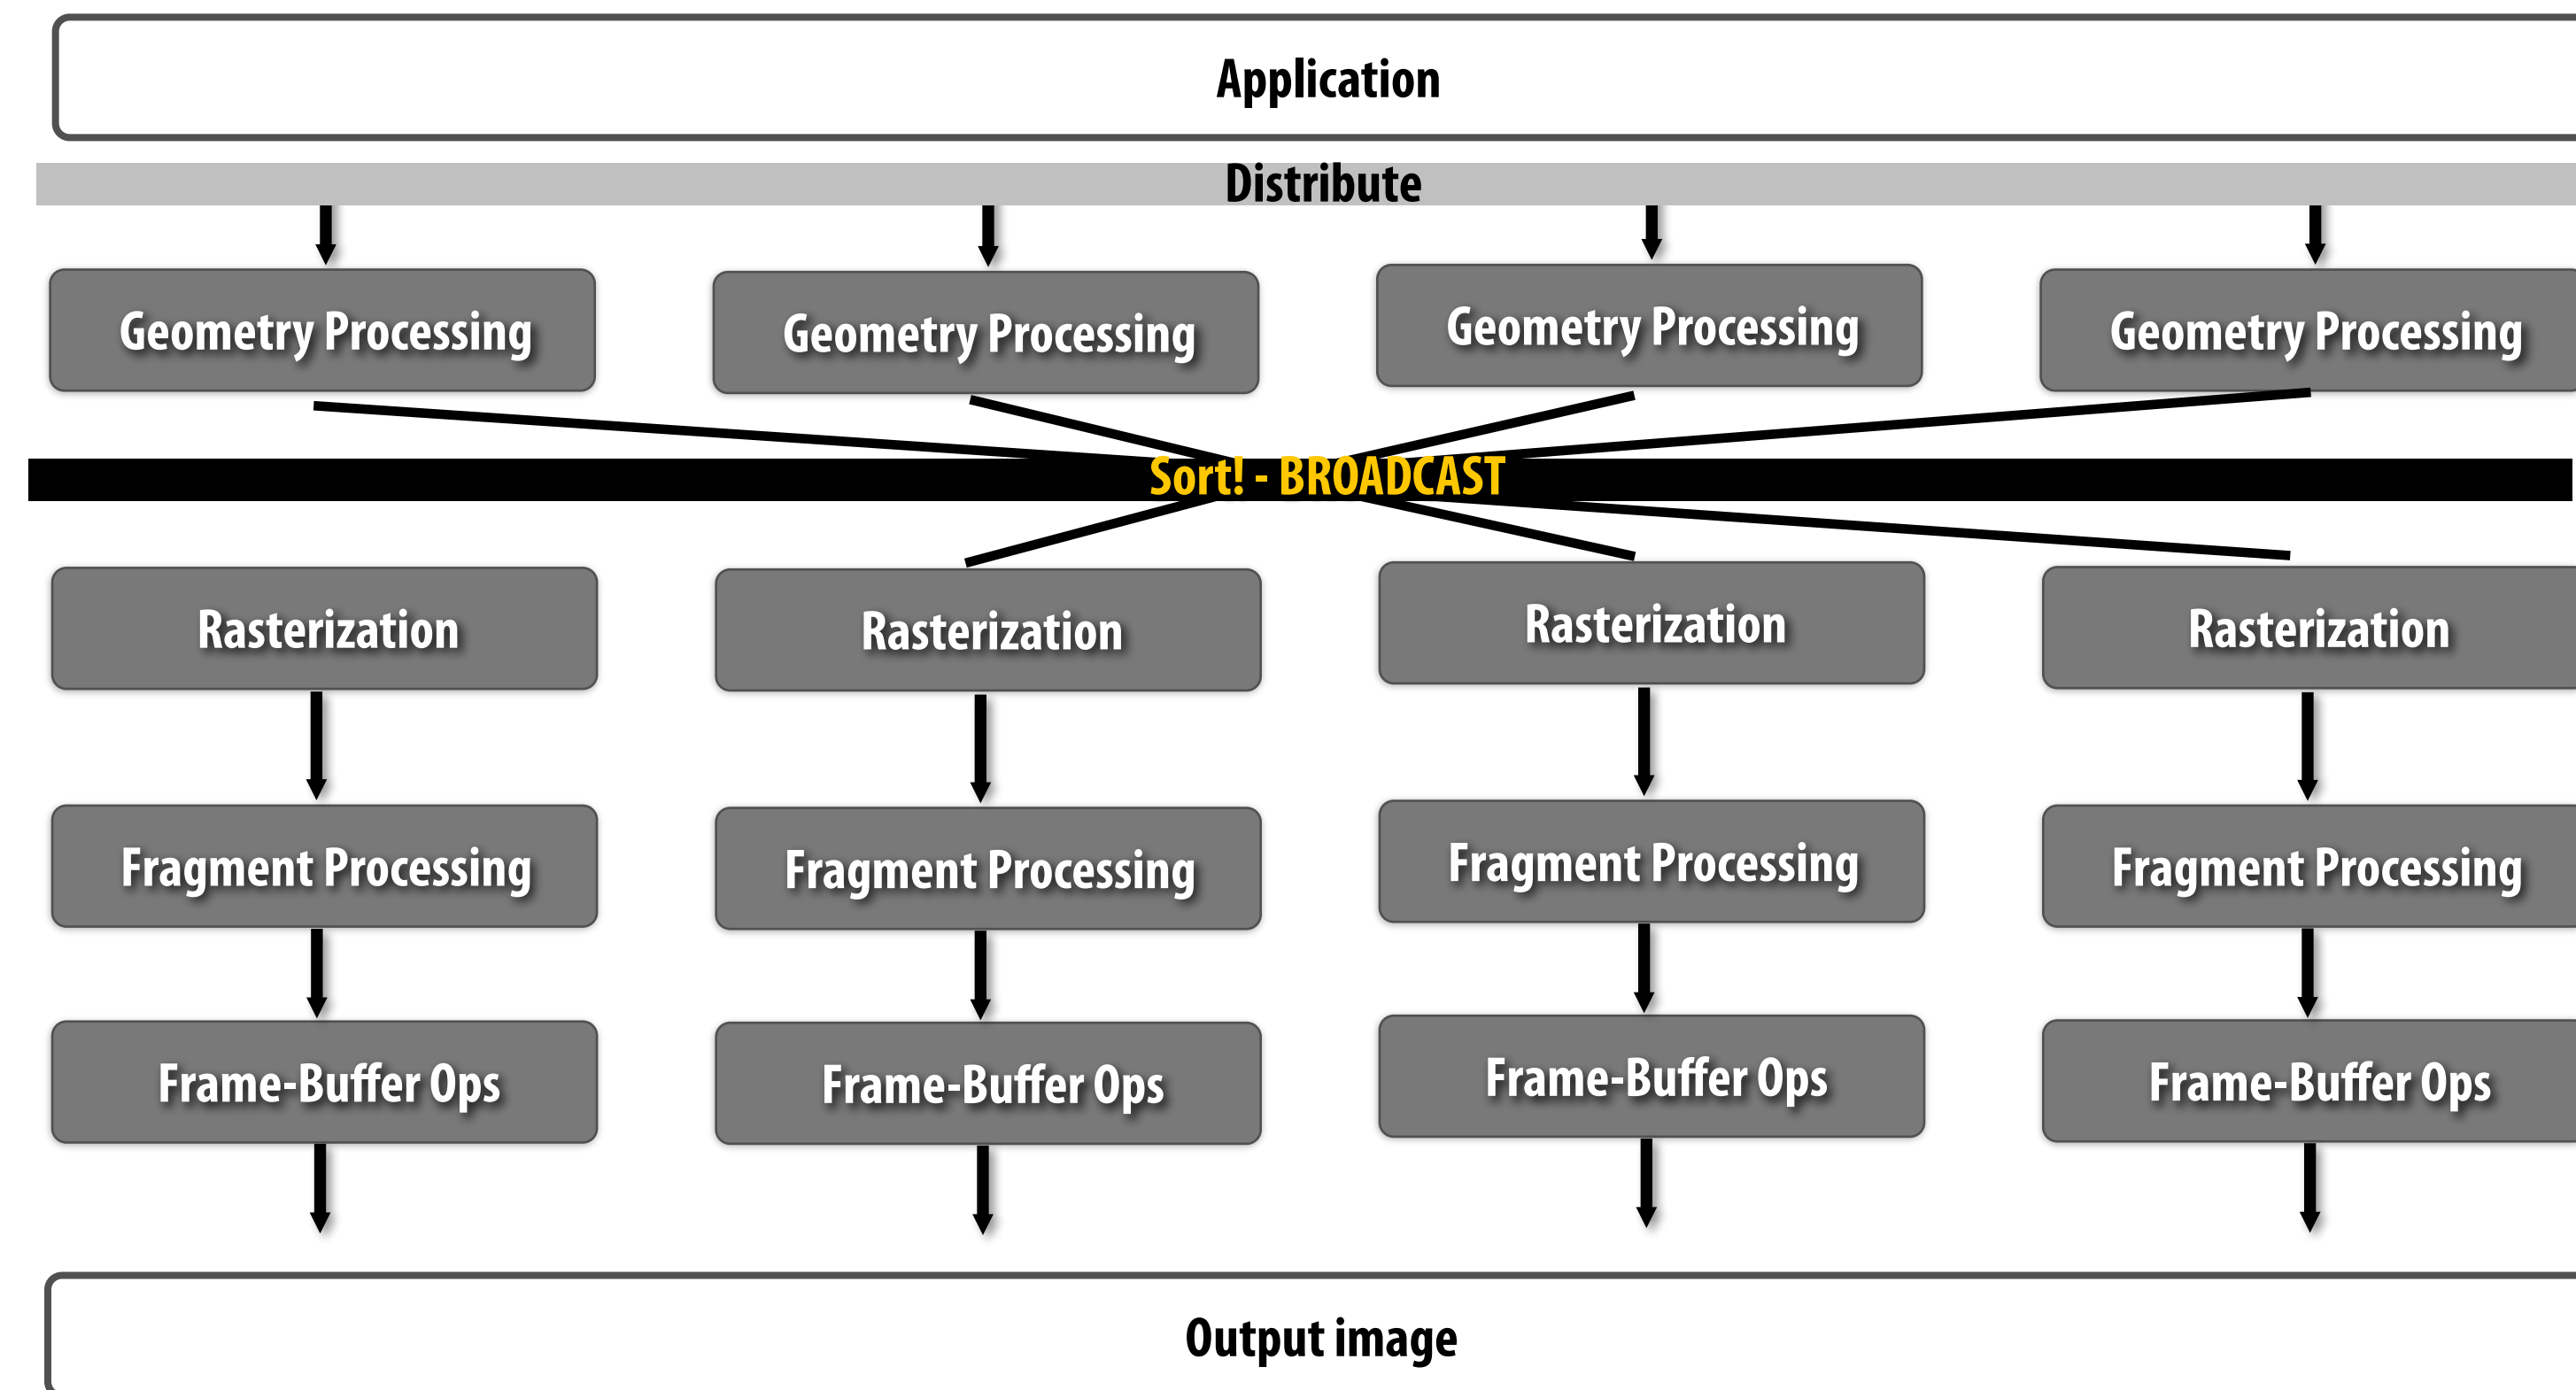 Application
Distribute
Geometry Processing
Geometry Processing
Geometry Processing
Geometry Processing
Sort! - BROADCAST
Rasterization
Rasterization
Rasterization
Rasterization
Fragment Processing
Fragment Processing
Fragment Processing
Fragment Processing
Frame-Buffer Ops
Frame-Buffer Ops
Frame-Buffer Ops
Frame-Buffer Ops
Output image